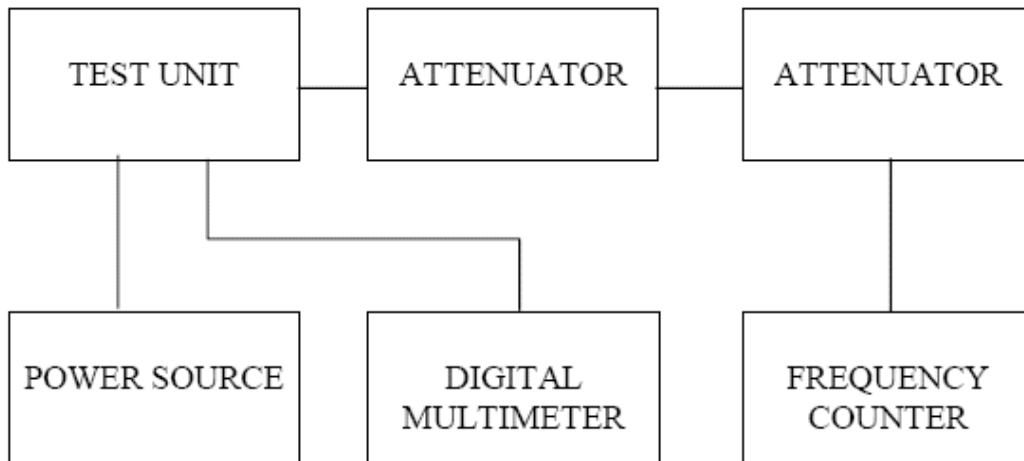 TEST UNIT
ATTENUATOR
ATTENUATOR
POWER SOURCE
DIGITAL
MULTIMETER
FREQUENCY
COUNTER